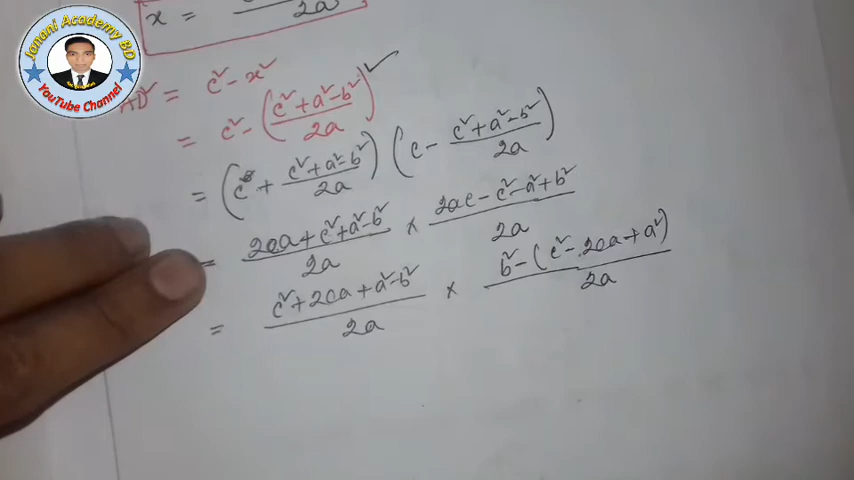 Jonani Academy BD
YouTube Channel
x = 2a
AD² = c² - x²
= c² - (c² + a² - b² / 2a)²
= (c + c² + a² - b² / 2a) (c - c² + a² - b² / 2a)
= 2ca + c² + a² - b² / 2a × 2ac - c² - a² + b² / 2a
= c² + 2ca + a² - b² / 2a × b² - (c² - 2ca + a²) / 2a